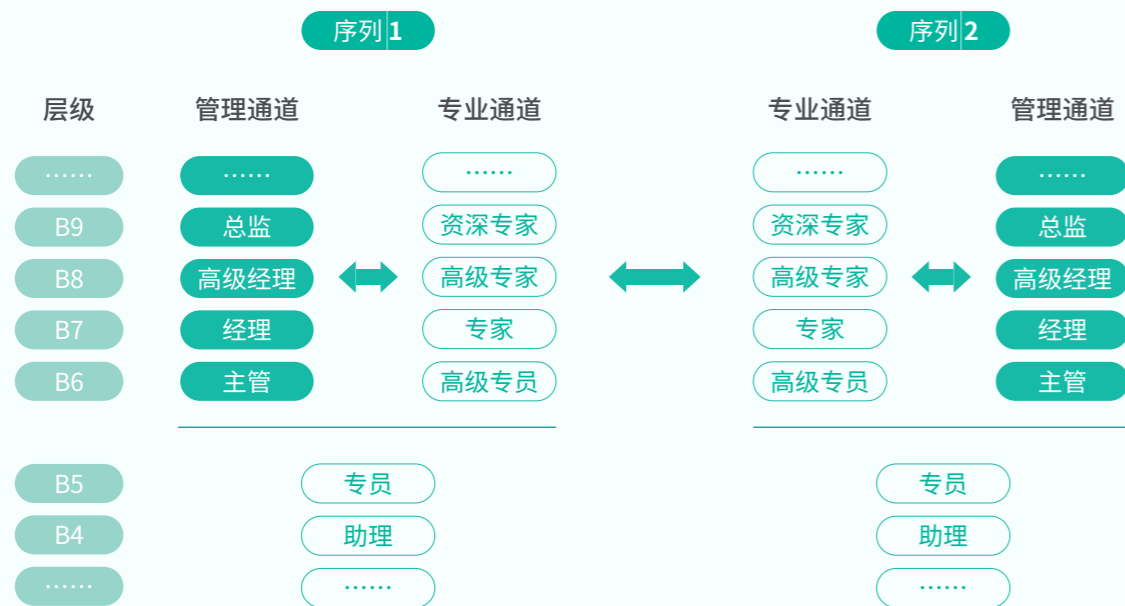 序列 1 序列 2
层级 管理通道 专业通道 专业通道 管理通道
…… …… …… …… ……
B9 总监 资深专家 资深专家 总监
B8 高级经理 高级专家 高级专家 高级经理
B7 经理 专家 专家 经理
B6 主管 高级专员 高级专员 主管
B5 专员 专员
B4 助理 助理
…… …… ……